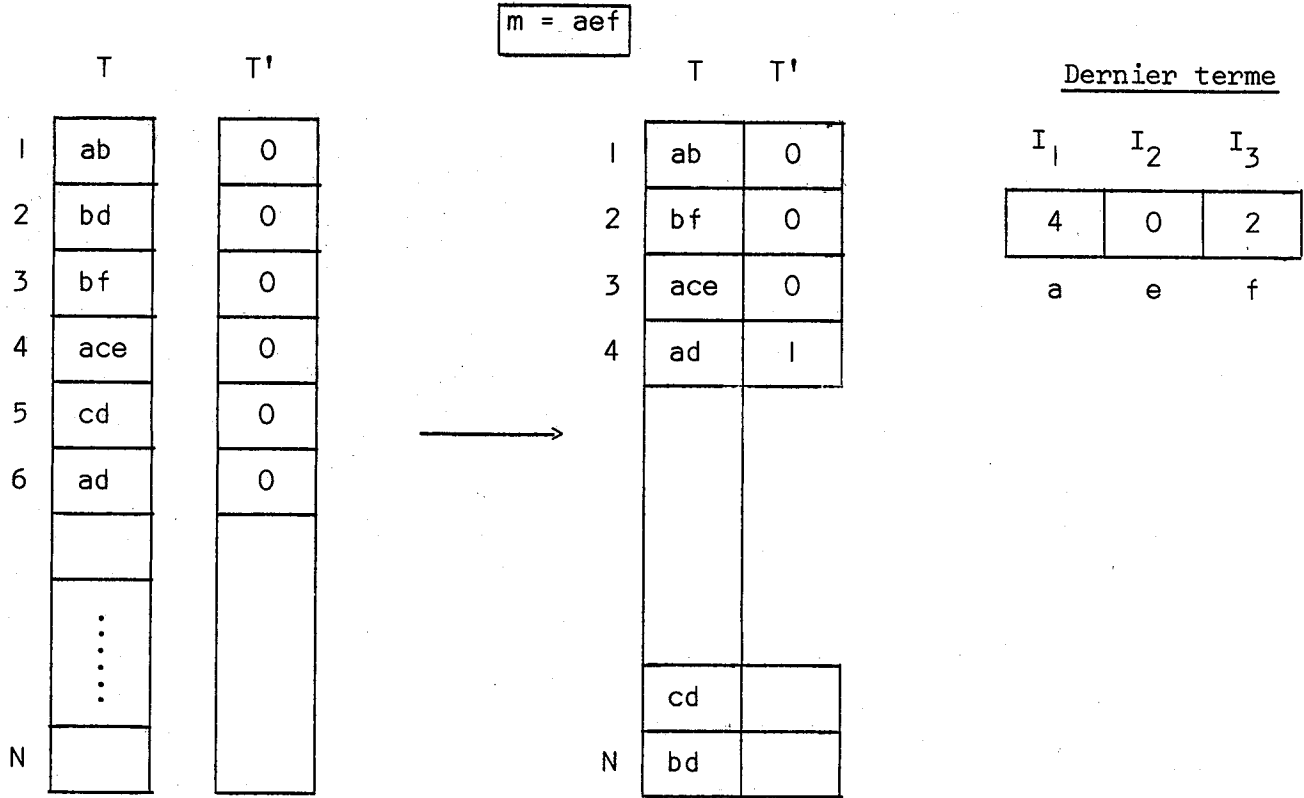 m = aef
T T' T T' Dernier terme
1 ab 0 1 ab 0 I1 I2 I3
2 bd 0 2 bf 0 4 0 2
3 bf 0 3 ace 0 a e f
4 ace 0 4 ad 1
5 cd 0
6 ad 0
cd
N N bd